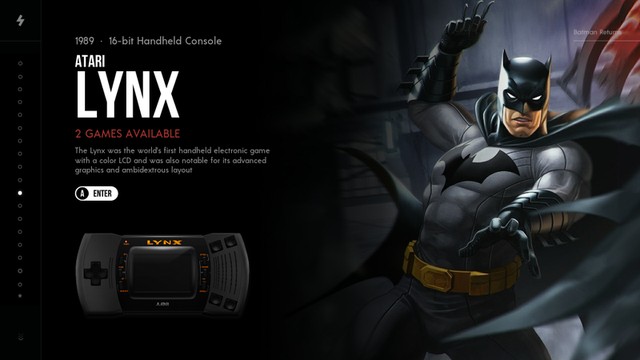 1989 · 16-bit Handheld Console
ATARI
LYNX
2 GAMES AVAILABLE
The Lynx was the world's first handheld electronic game
with a color LCD and was also notable for its advanced
graphics and ambidextrous layout
A ENTER
Batman Returns
LYNX
ATARI